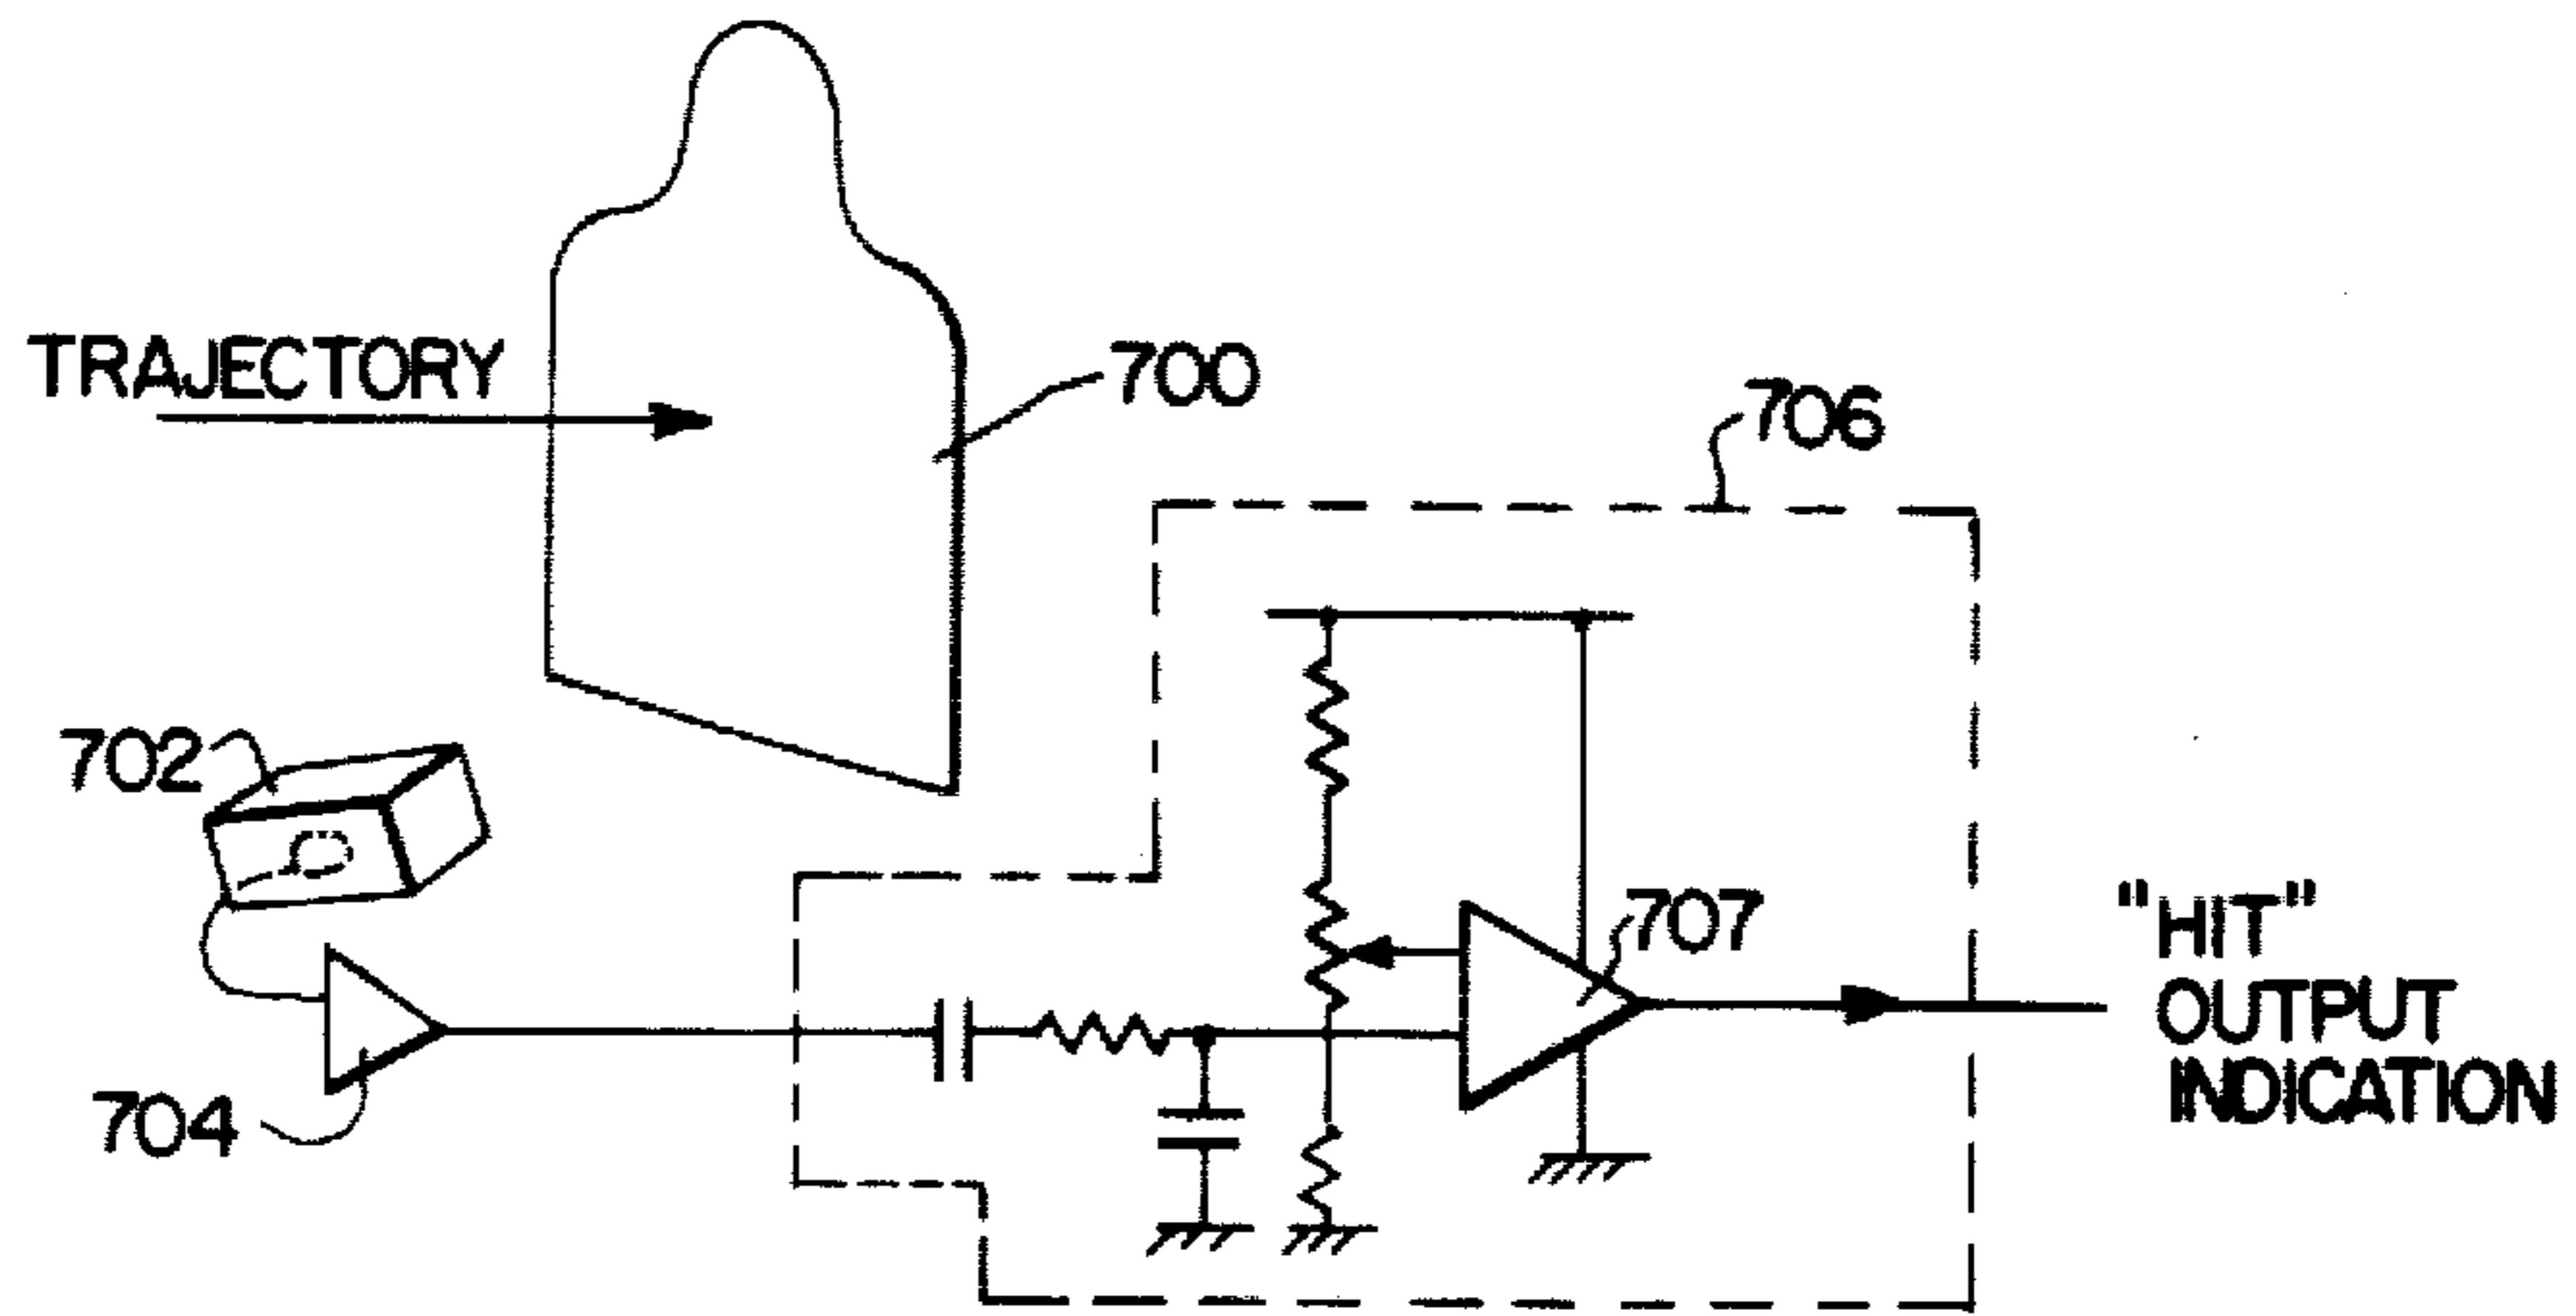 TRAJECTORY
700
706
702
707
704
"HIT"
OUTPUT
INDICATION